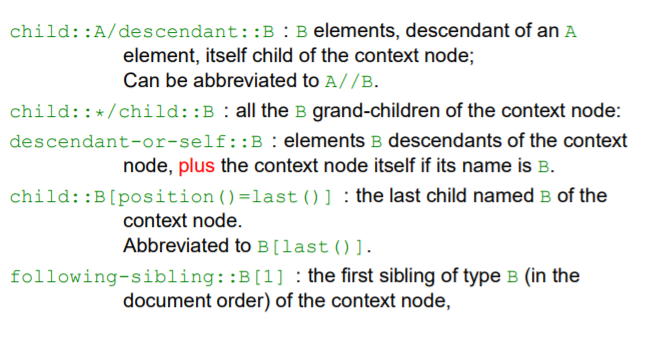 child::A/descendant::B : B elements, descendant of an A
element, itself child of the context node;
Can be abbreviated to A//B.
child::*/child::B : all the B grand-children of the context node:
descendant-or-self::B : elements B descendants of the context
node, plus the context node itself if its name is B.
child::B[position()=last()] : the last child named B of the
context node.
Abbreviated to B[last()].
following-sibling::B[1] : the first sibling of type B (in the
document order) of the context node,